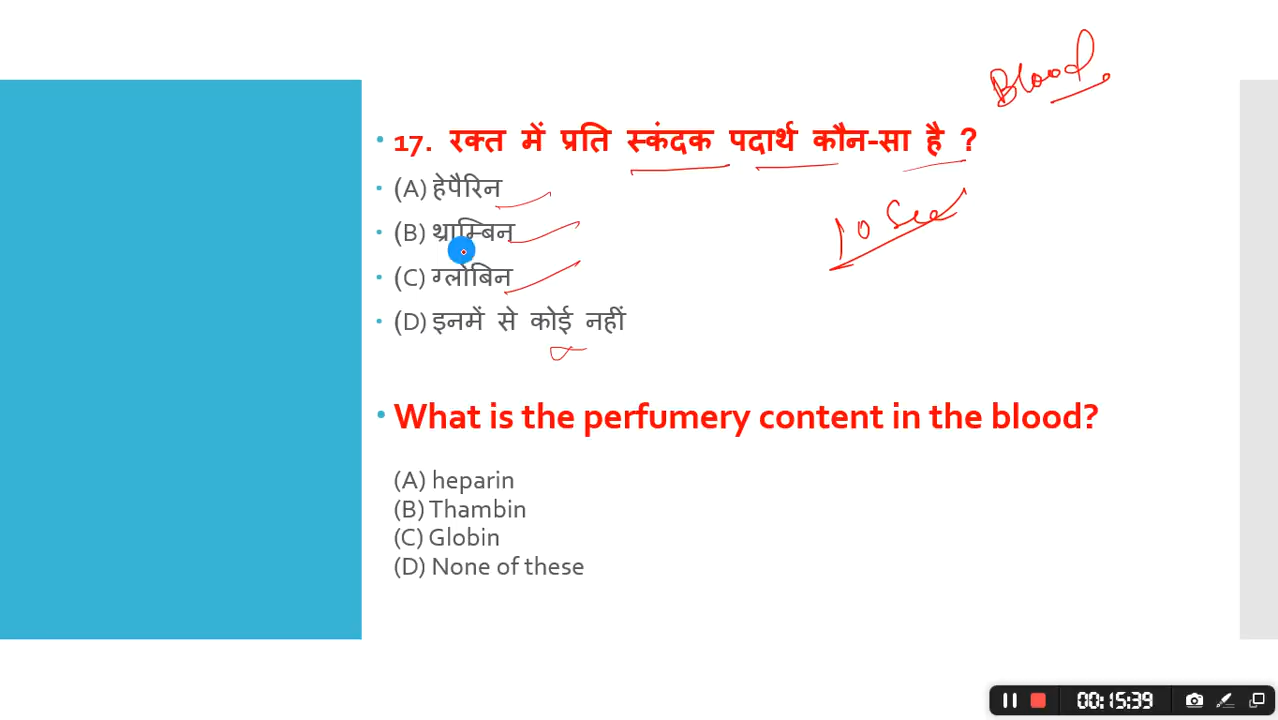 Blood
• 17. रक्त में प्रति स्कंदक पदार्थ कौन-सा है ?
• (A) हेपैरिन
10 Sec
• (B) थ्राम्बिन
• (C) ग्लोबिन
• (D) इनमें से कोई नहीं
• What is the perfumery content in the blood?
(A) heparin
(B) Thambin
(C) Globin
(D) None of these
00:15:39